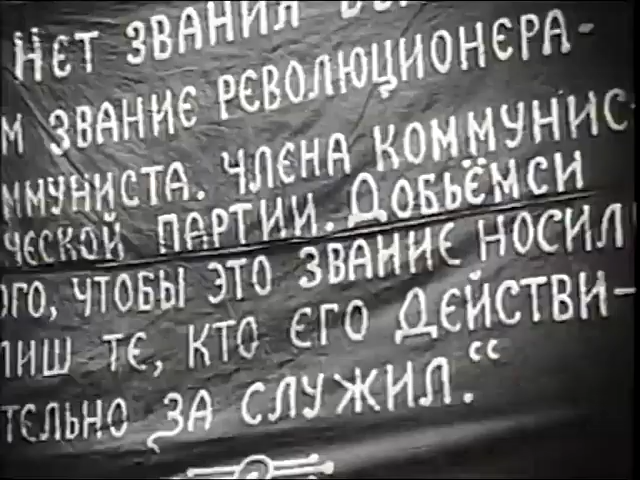 НЕТ ЗВАНИЯ
М ЗВАНИЕ РЕВОЛЮЦИОНЕРА-
ММУНИСТА. ЧЛЕНА КОММУНИС
ЧЕСКОЙ ПАРТИИ. ДОБЬЁМСИ
ОГО, ЧТОБЫ ЭТО ЗВАНИЕ НОСИЛ
ЛИШ ТЕ, КТО ЕГО ДЕЙСТВИ-
ТЕЛЬНО ЗА СЛУЖИЛ.“